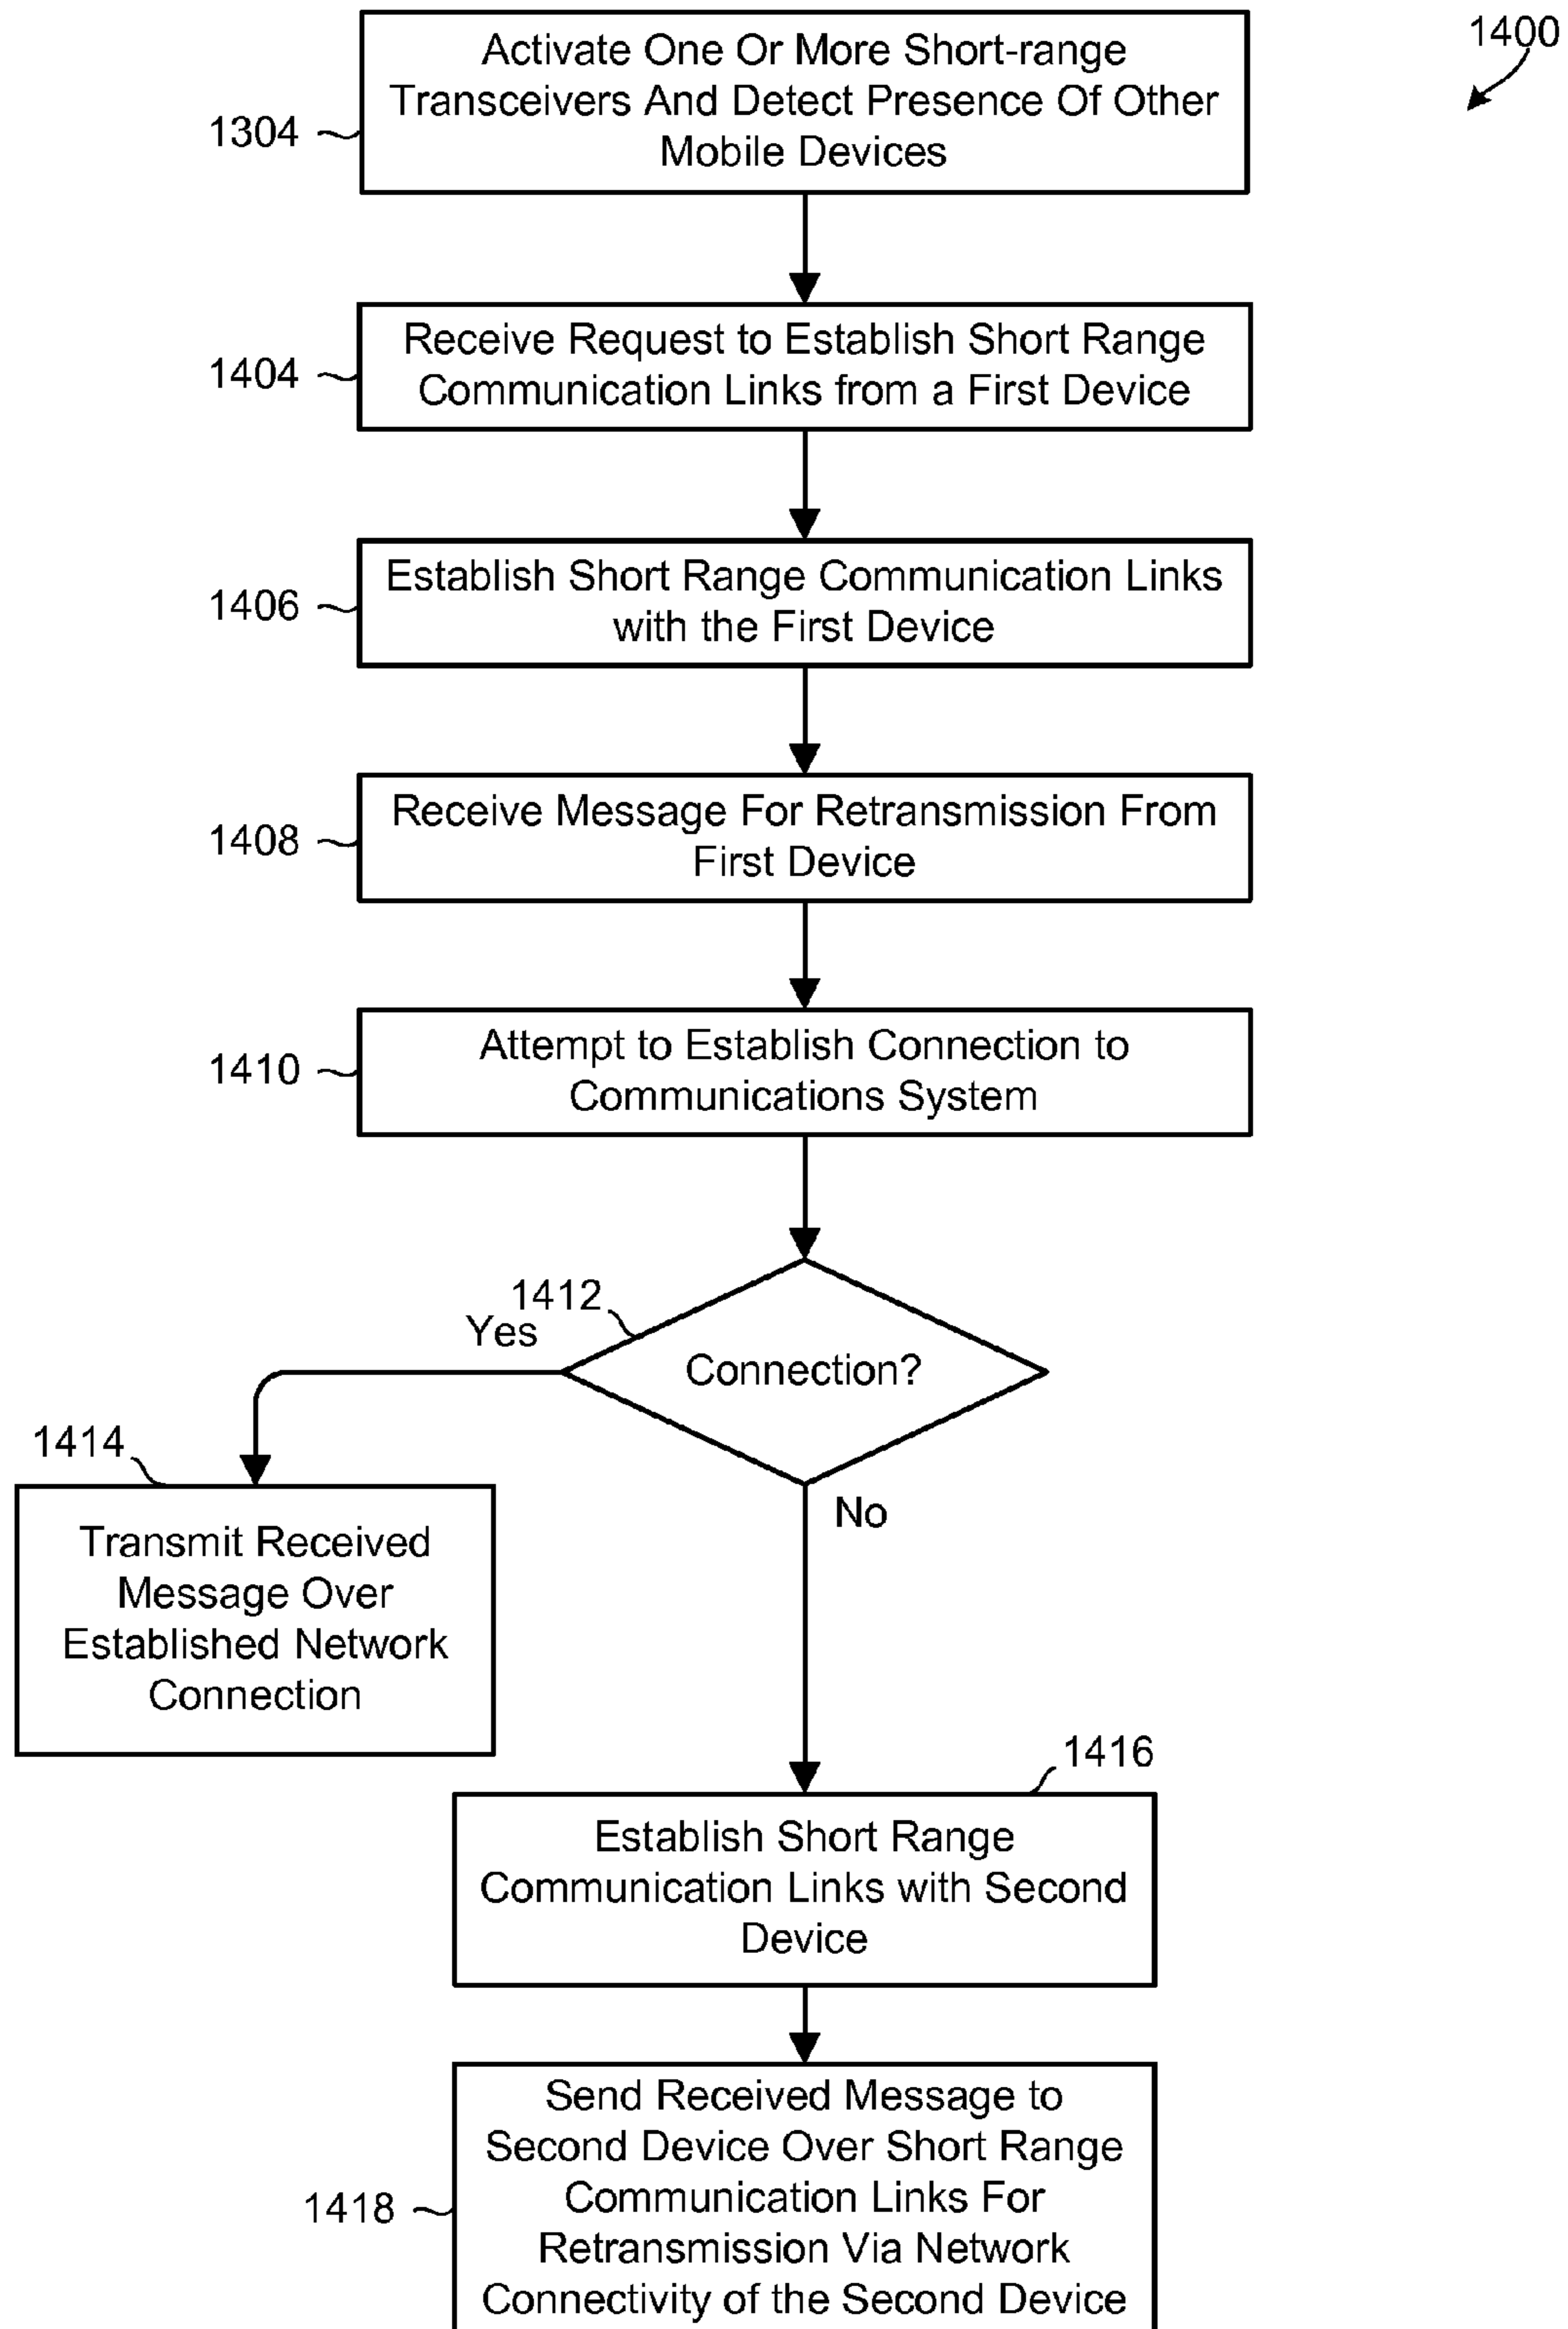 1400
Activate One Or More Short-range
Transceivers And Detect Presence Of Other
Mobile Devices
1304
Receive Request to Establish Short Range
Communication Links from a First Device
1404
Establish Short Range Communication Links
with the First Device
1406
Receive Message For Retransmission From
First Device
1408
Attempt to Establish Connection to
Communications System
1410
1412
Yes
Connection?
No
1414
Transmit Received
Message Over
Established Network
Connection
1416
Establish Short Range
Communication Links with Second
Device
Send Received Message to
Second Device Over Short Range
Communication Links For
Retransmission Via Network
Connectivity of the Second Device
1418